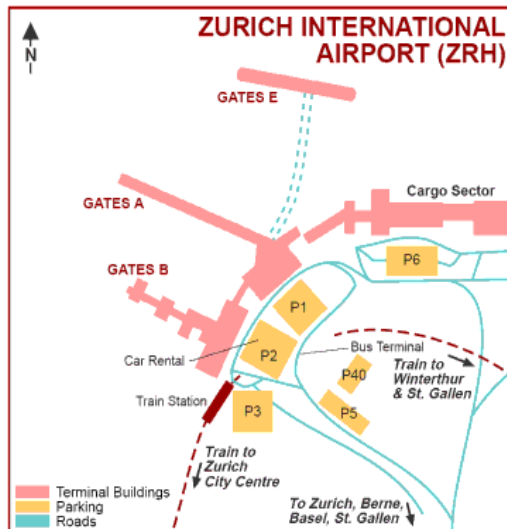 ZURICH INTERNATIONAL
AIRPORT (ZRH)
N
GATES E
GATES A
Cargo Sector
GATES B
P6
P1
Car Rental
P2
Bus Terminal
Train to
Winterthur
& St. Gallen
P40
Train Station
P3
P5
Train to
Zurich
City Centre
To Zurich, Berne,
Basel, St. Gallen
Terminal Buildings
Parking
Roads